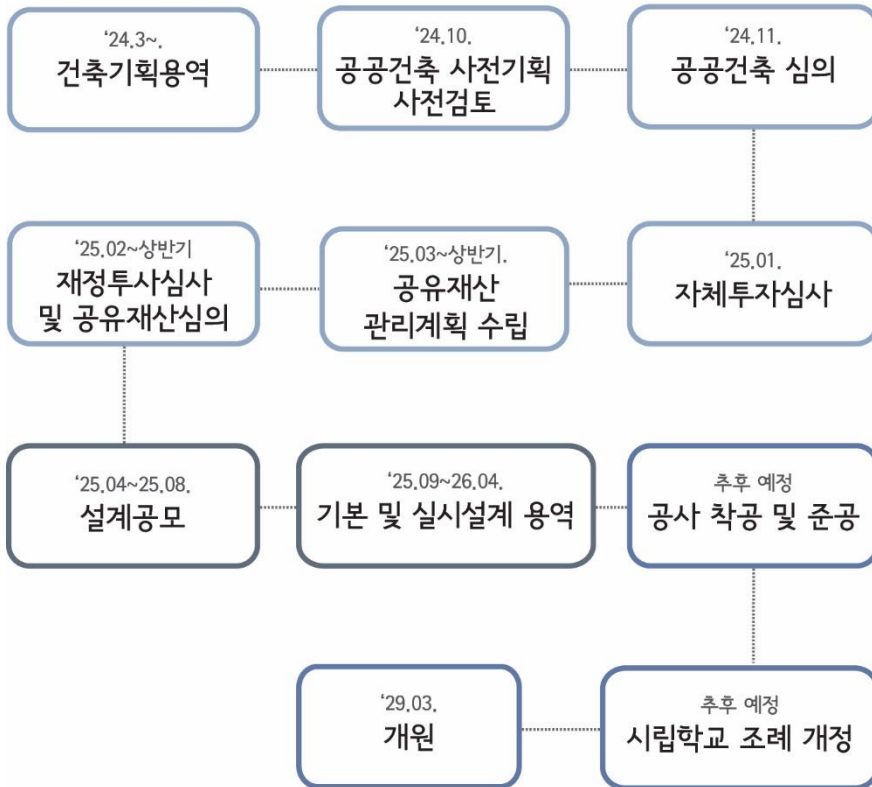 ‘24.3~.
건축기획용역
‘24.10.
공공건축 사전기획
사전검토
‘24.11.
공공건축 심의
‘25.01.
자체투자심사
‘25.03~상반기.
공유재산
관리계획 수립
‘25.02~상반기
재정투사심사
및 공유재산심의
‘25.04~25.08.
설계공모
‘25.09~26.04.
기본 및 실시설계 용역
추후 예정
공사 착공 및 준공
추후 예정
시립학교 조례 개정
‘29.03.
개원